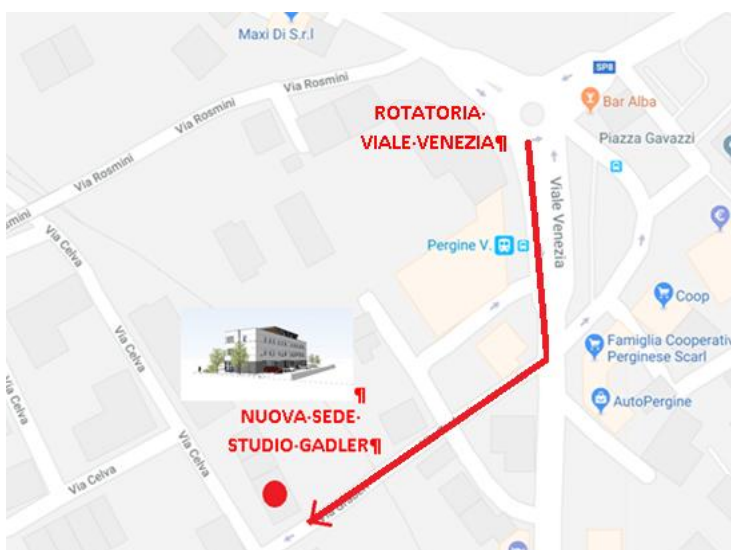 Maxi Di S.r.l
SP8
Via Rosmini
Bar Alba
ROTATORIA·
VIALE·VENEZIA¶
Piazza Gavazzi
Via Rosmini
Via Rosmini
Viale Venezia
Via Celva
Pergine V.
Coop
Via Celva
Famiglia Cooperativ
Perginese Scarl
Via Celva
¶
NUOVA·SEDE·
STUDIO·GADLER¶
AutoPergine
Via Celva